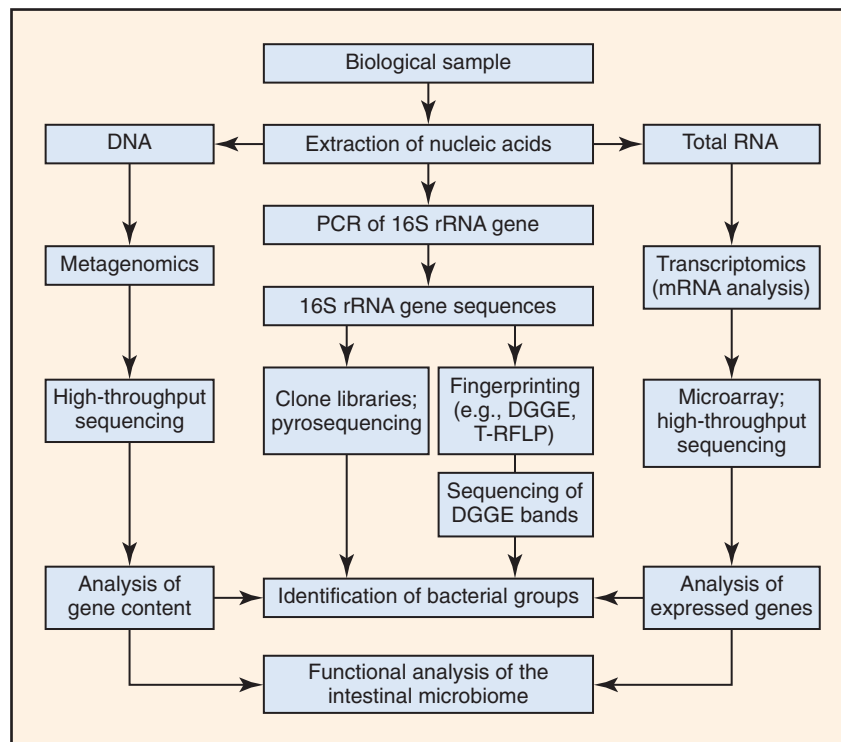 Biological sample
DNA
Extraction of nucleic acids
Total RNA
PCR of 16S rRNA gene
Metagenomics
Transcriptomics
(mRNA analysis)
16S rRNA gene sequences
High-throughput
sequencing
Clone libraries;
pyrosequencing
Fingerprinting
(e.g., DGGE,
T-RFLP)
Microarray;
high-throughput
sequencing
Sequencing of
DGGE bands
Analysis of
gene content
Identification of bacterial groups
Analysis of
expressed genes
Functional analysis of the
intestinal microbiome